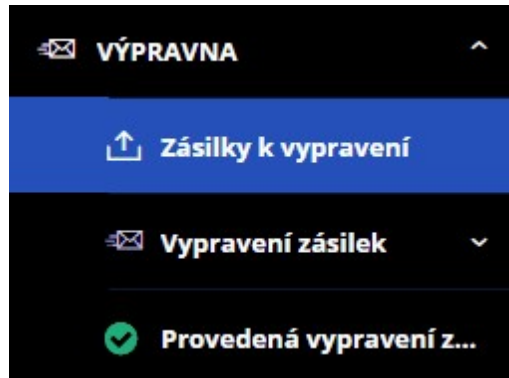 VÝPRAVNA
Zásilky k vypravení
Vypravení zásilek
Provedená vypravení z...